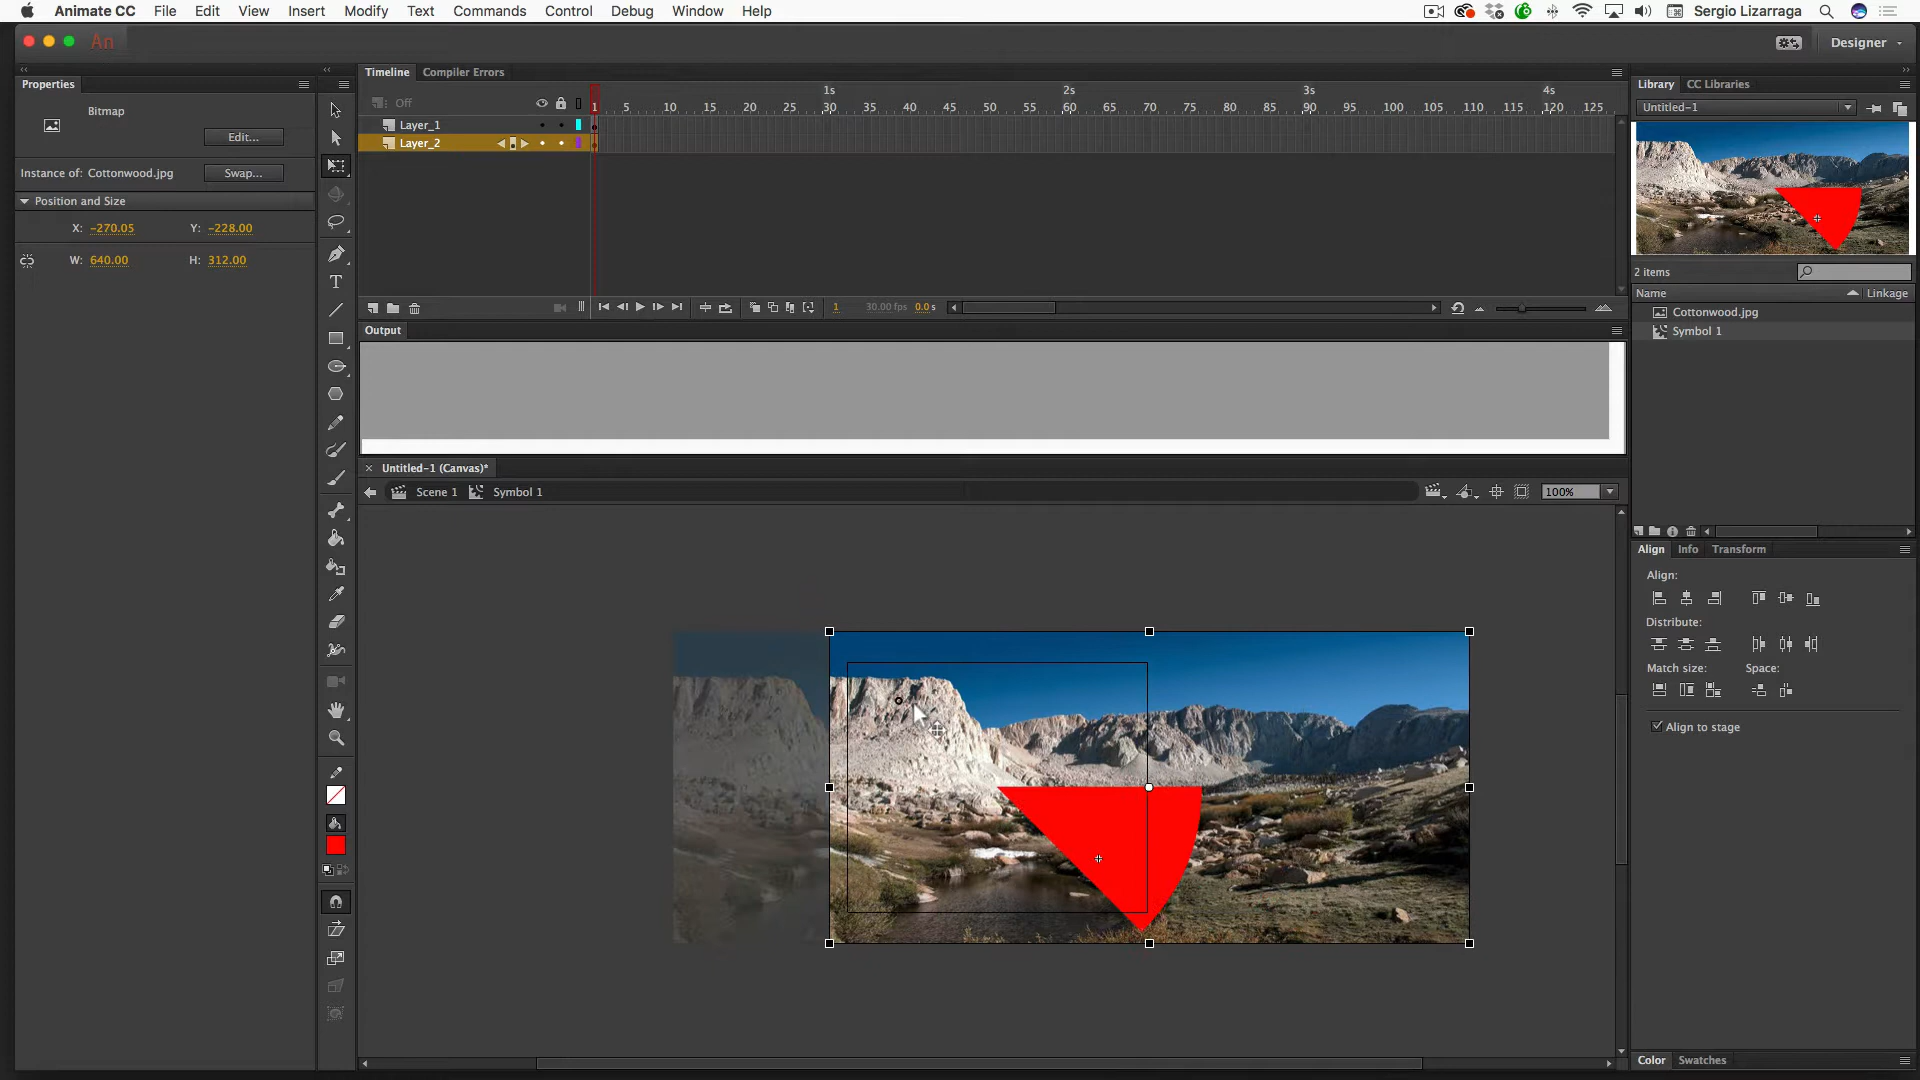 Animate CC File Edit View Insert Modify Text Commands Control Debug Window Help Sergio Lizarraga
An Designer
Properties
Bitmap
Edit...
Instance of: Cottonwood.jpg Swap...
Position and Size
X: -270.05 Y: -228.00
W: 640.00 H: 312.00
Timeline Compiler Errors
1s 2s 3s 4s
Off 1 5 10 15 20 25 30 35 40 45 50 55 60 65 70 75 80 85 90 95 100 105 110 115 120 125
Layer_1
Layer_2
1 30.00 fps 0.0 s
Output
Untitled-1 (Canvas)*
Scene 1 Symbol 1 100%
Library CC Libraries
Untitled-1
2 items
Name Linkage
Cottonwood.jpg
Symbol 1
Align Info Transform
Align:
Distribute:
Match size: Space:
Align to stage
Color Swatches